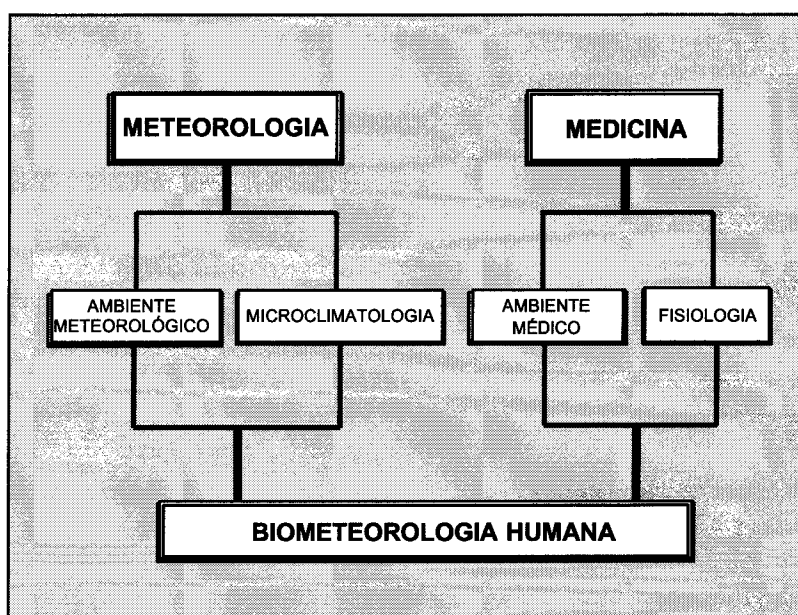 METEOROLOGIA
MEDICINA
AMBIENTE
METEOROLÓGICO
MICROCLIMATOLOGIA
AMBIENTE
MÉDICO
FISIOLOGIA
BIOMETEOROLOGIA HUMANA